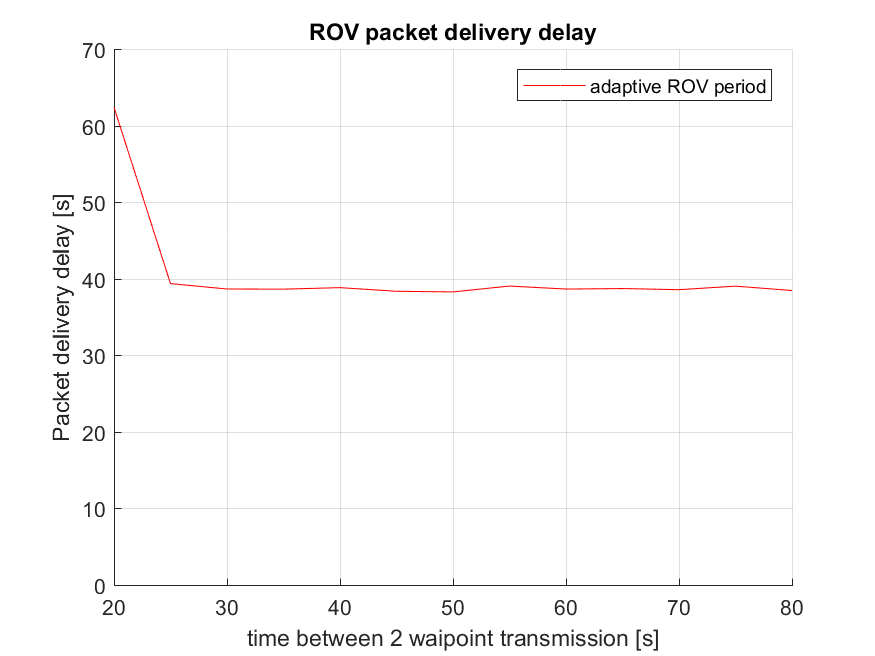 ROV packet delivery delay
adaptive ROV period
Packet delivery delay [s]
70
60
50
40
30
20
10
0
20 30 40 50 60 70 80
time between 2 waipoint transmission [s]